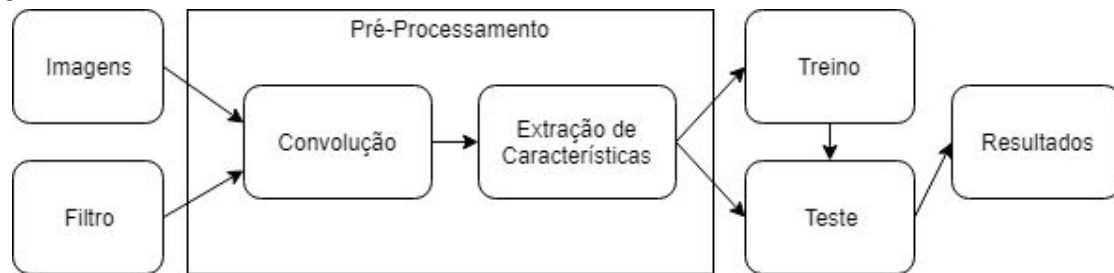 Pré-Processamento
Imagens
Filtro
Convolução
Extração de
Características
Treino
Teste
Resultados